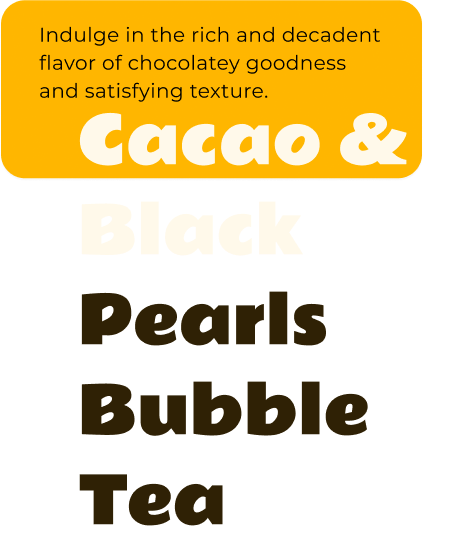 Indulge in the rich and decadent
flavor of chocolatey goodness
and satisfying texture.
Cacao &
Black
Pearls
Bubble
Tea